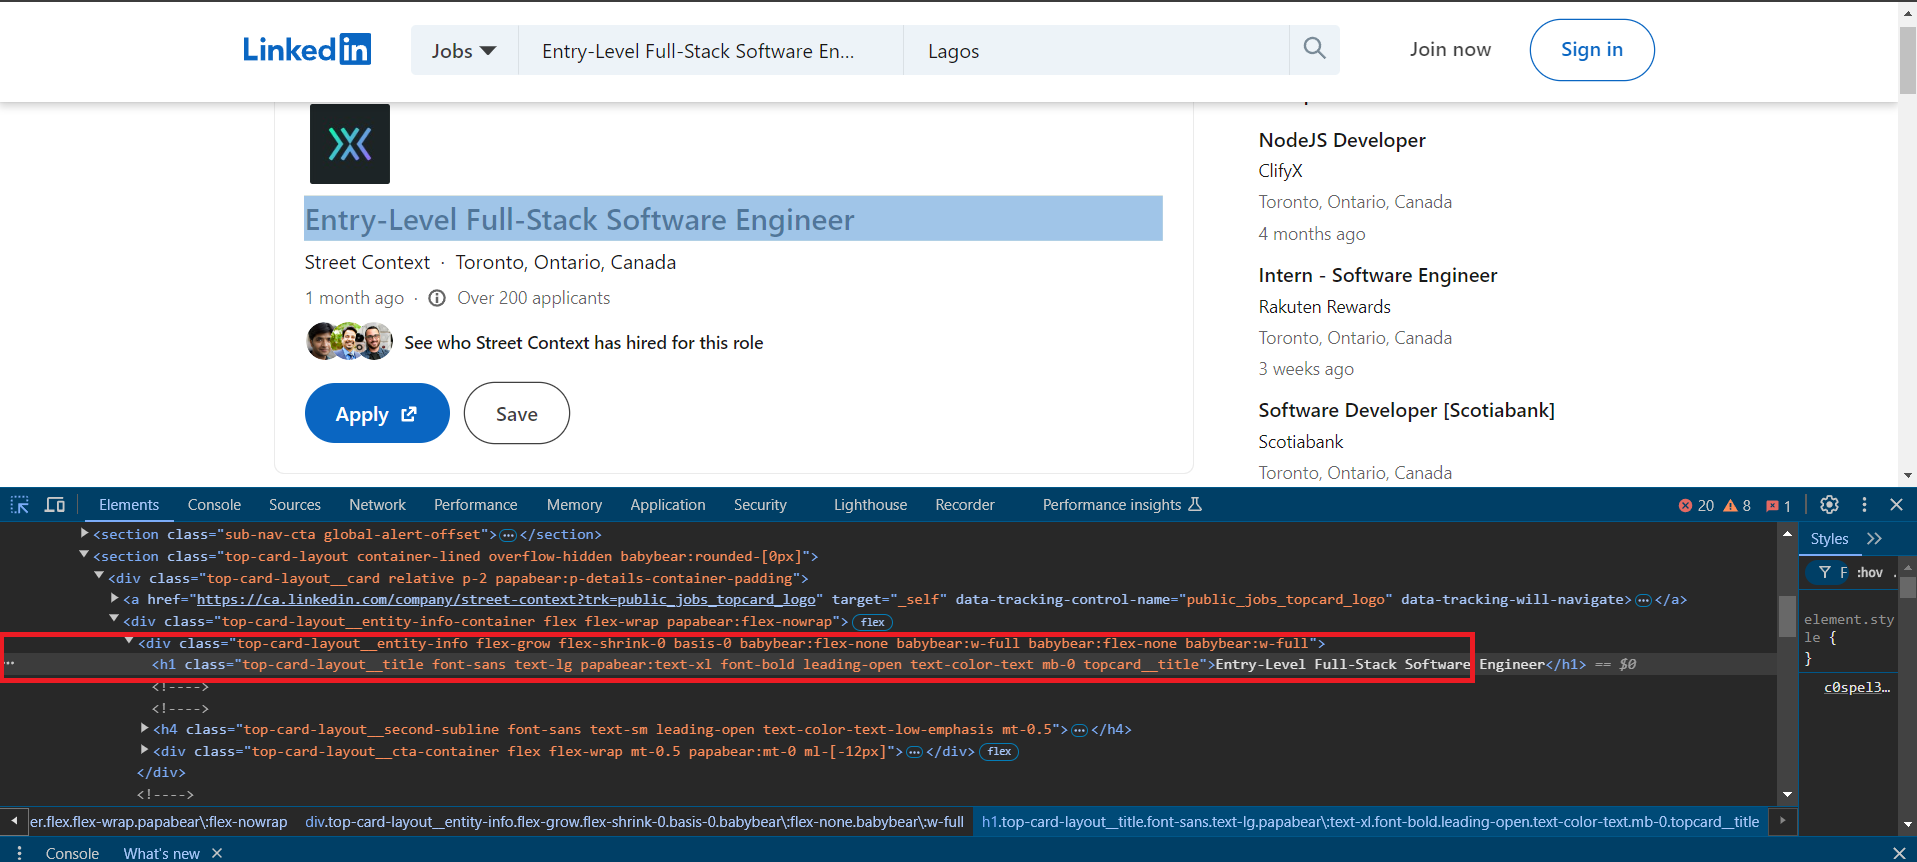 LinkedIn Jobs Entry-Level Full-Stack Software En... Lagos Join now Sign in
Entry-Level Full-Stack Software Engineer
Street Context · Toronto, Ontario, Canada
1 month ago · Over 200 applicants
See who Street Context has hired for this role
Apply Save
NodeJS Developer
ClifyX
Toronto, Ontario, Canada
4 months ago
Intern - Software Engineer
Rakuten Rewards
Toronto, Ontario, Canada
3 weeks ago
Software Developer [Scotiabank]
Scotiabank
Toronto, Ontario, Canada
Elements Console Sources Network Performance Memory Application Security Lighthouse Recorder Performance insights 20 8 1
<section class="sub-nav-cta global-alert-offset">…</section>
<section class="top-card-layout container-lined overflow-hidden babybear:rounded-[0px]">
<div class="top-card-layout__card relative p-2 papabear:p-details-container-padding">
<a href="https://ca.linkedin.com/company/street-context?trk=public_jobs_topcard_logo" target="_self" data-tracking-control-name="public_jobs_topcard_logo" data-tracking-will-navigate>…</a>
<div class="top-card-layout__entity-info-container flex flex-wrap papabear:flex-nowrap"> flex
<div class="top-card-layout__entity-info flex-grow flex-shrink-0 basis-0 babybear:flex-none babybear:w-full babybear:flex-none babybear:w-full">
… <h1 class="top-card-layout__title font-sans text-lg papabear:text-xl font-bold leading-open text-color-text mb-0 topcard__title">Entry-Level Full-Stack Software Engineer</h1> == $0
<!---->
<!---->
<h4 class="top-card-layout__second-subline font-sans text-sm leading-open text-color-text-low-emphasis mt-0.5">…</h4>
<div class="top-card-layout__cta-container flex flex-wrap mt-0.5 papabear:mt-0 ml-[-12px]">…</div> flex
</div>
<!---->
Styles
F :hov .
element.sty
le {
}
c0spel3…
er.flex.flex-wrap.papabear\:flex-nowrap div.top-card-layout__entity-info.flex-grow.flex-shrink-0.basis-0.babybear\:flex-none.babybear\:w-full h1.top-card-layout__title.font-sans.text-lg.papabear\:text-xl.font-bold.leading-open.text-color-text.mb-0.topcard__title
Console What's new